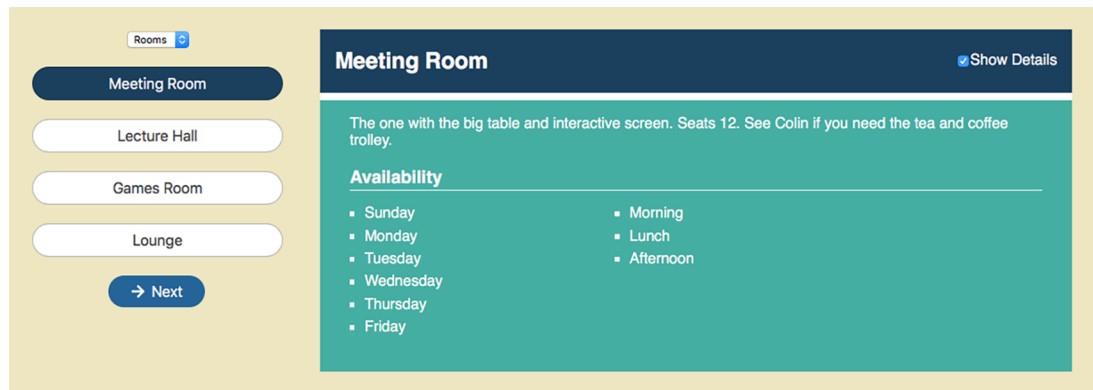 Rooms
Meeting Room
Lecture Hall
Games Room
Lounge
→ Next
Meeting Room
Show Details
The one with the big table and interactive screen. Seats 12. See Colin if you need the tea and coffee
trolley.
Availability
▪ Sunday
▪ Monday
▪ Tuesday
▪ Wednesday
▪ Thursday
▪ Friday
▪ Morning
▪ Lunch
▪ Afternoon